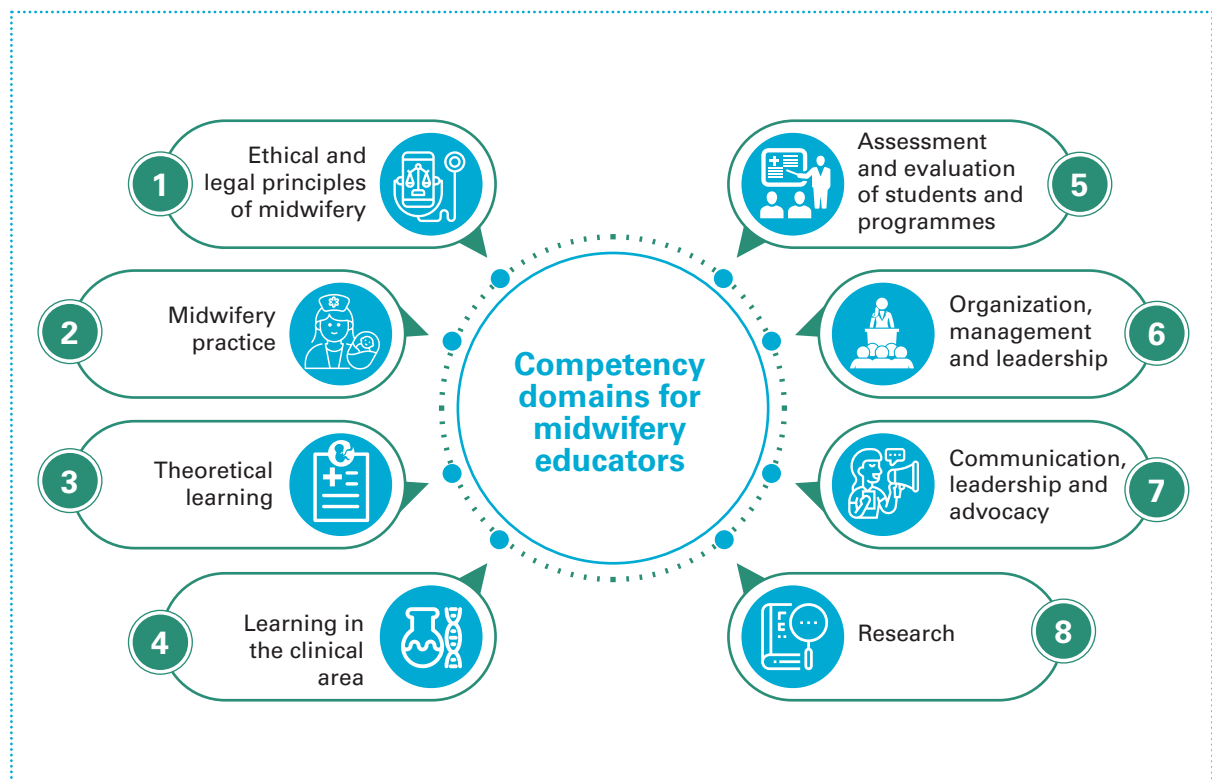 1
Ethical and
legal principles
of midwifery
2
Midwifery
practice
3
Theoretical
learning
4
Learning in
the clinical
area
Competency
domains for
midwifery
educators
Assessment
and evaluation
of students and
programmes
5
Organization,
management
and leadership
6
Communication,
leadership and
advocacy
7
Research
8